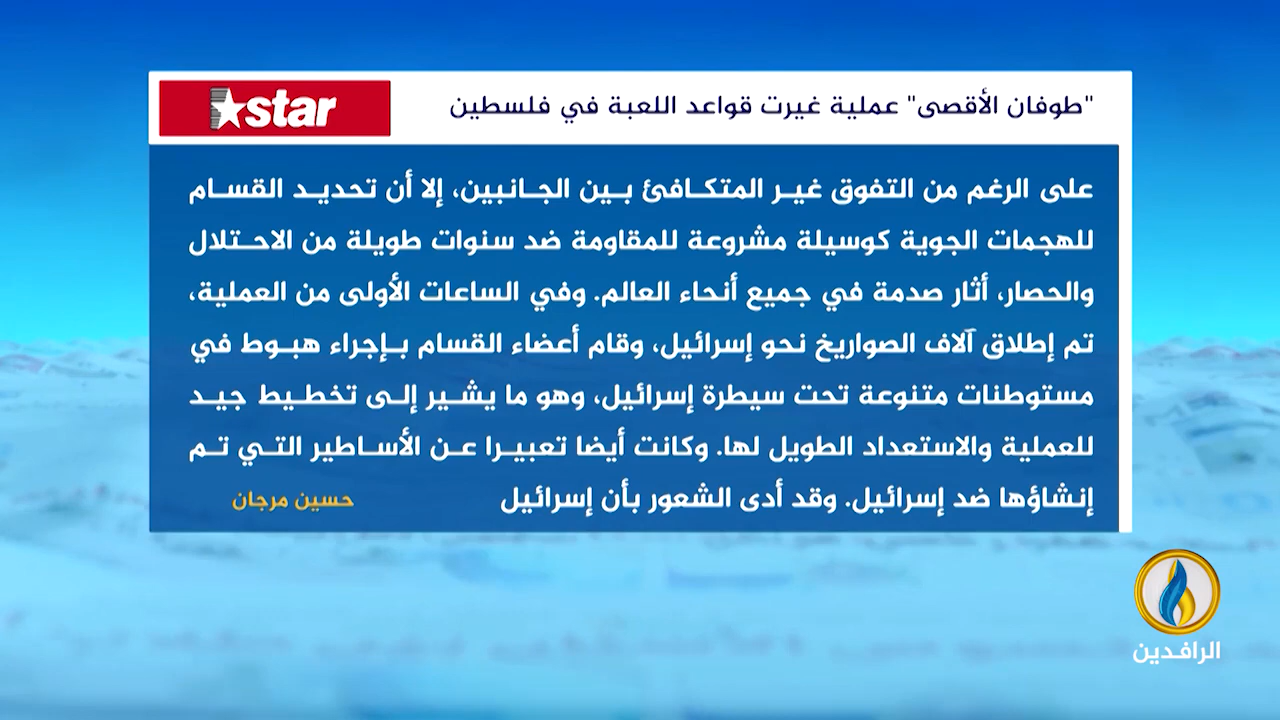 star
"طوفان الأقصى" عملية غيرت قواعد اللعبة في فلسطين
على الرغم من التفوق غير المتكافئ بين الجانبين، إلا أن تحديد القسام
للهجمات الجوية كوسيلة مشروعة للمقاومة ضد سنوات طويلة من الاحتلال
والحصار، أثار صدمة في جميع أنحاء العالم. وفي الساعات الأولى من العملية،
تم إطلاق آلاف الصواريخ نحو إسرائيل، وقام أعضاء القسام بإجراء هبوط في
مستوطنات متنوعة تحت سيطرة إسرائيل، وهو ما يشير إلى تخطيط جيد
للعملية والاستعداد الطويل لها. وكانت أيضا تعبيرا عن الأساطير التي تم
إنشاؤها ضد إسرائيل. وقد أدى الشعور بأن إسرائيل
حسين مرجان
الرافدين